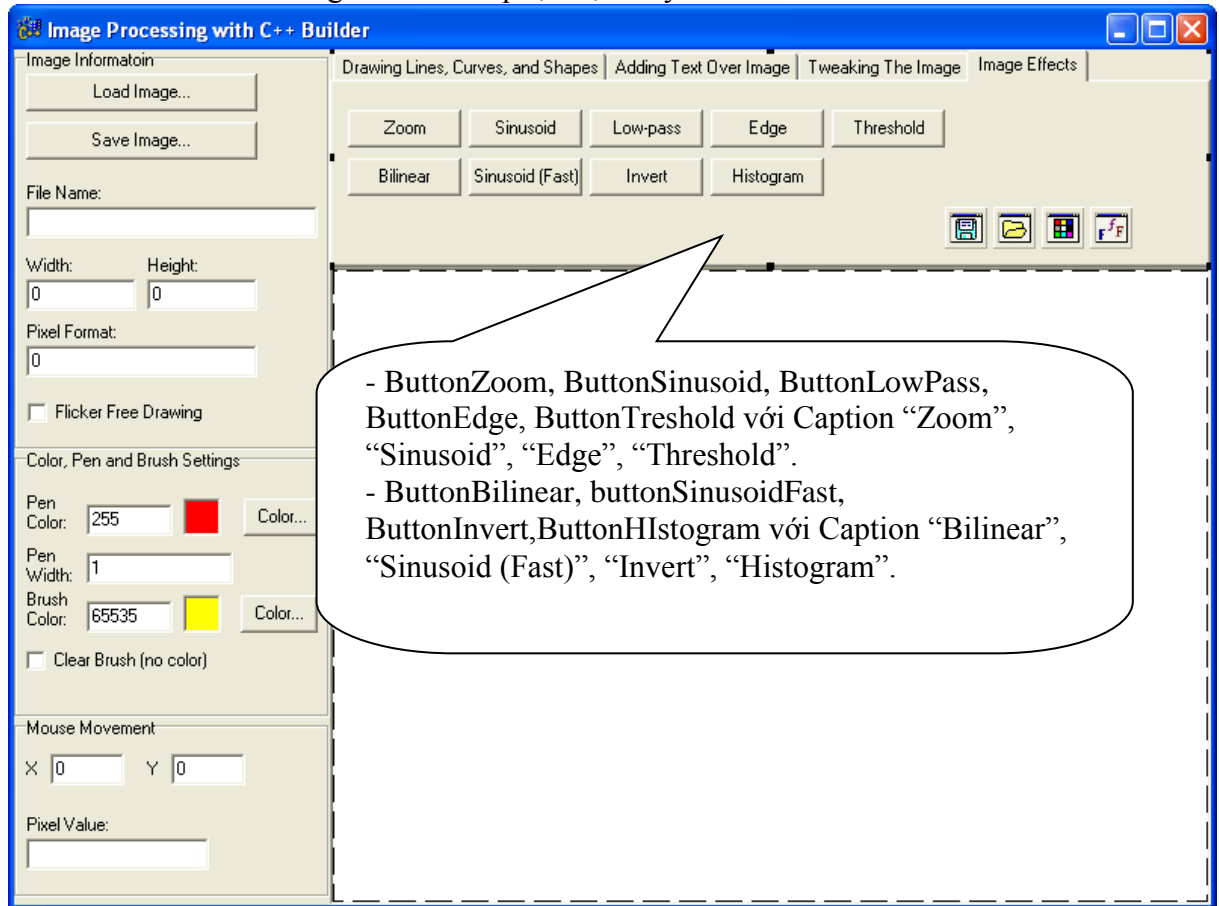 Image Processing with C++ Builder
Image Informatoin
Load Image...
Save Image...
File Name:
Width: Height:
0 0
Pixel Format:
0
Flicker Free Drawing
Color, Pen and Brush Settings
Pen
Color: 255 Color...
Pen
Width: 1
Brush
Color: 65535 Color...
Clear Brush (no color)
Mouse Movement
X 0 Y 0
Pixel Value:
Drawing Lines, Curves, and Shapes Adding Text Over Image Tweaking The Image Image Effects
Zoom Sinusoid Low-pass Edge Threshold
Bilinear Sinusoid (Fast) Invert Histogram
- ButtonZoom, ButtonSinusoid, ButtonLowPass,
ButtonEdge, ButtonTreshold với Caption “Zoom”,
“Sinusoid”, “Edge”, “Threshold”.
- ButtonBilinear, buttonSinusoidFast,
ButtonInvert,ButtonHIstogram với Caption “Bilinear”,
“Sinusoid (Fast)”, “Invert”, “Histogram”.